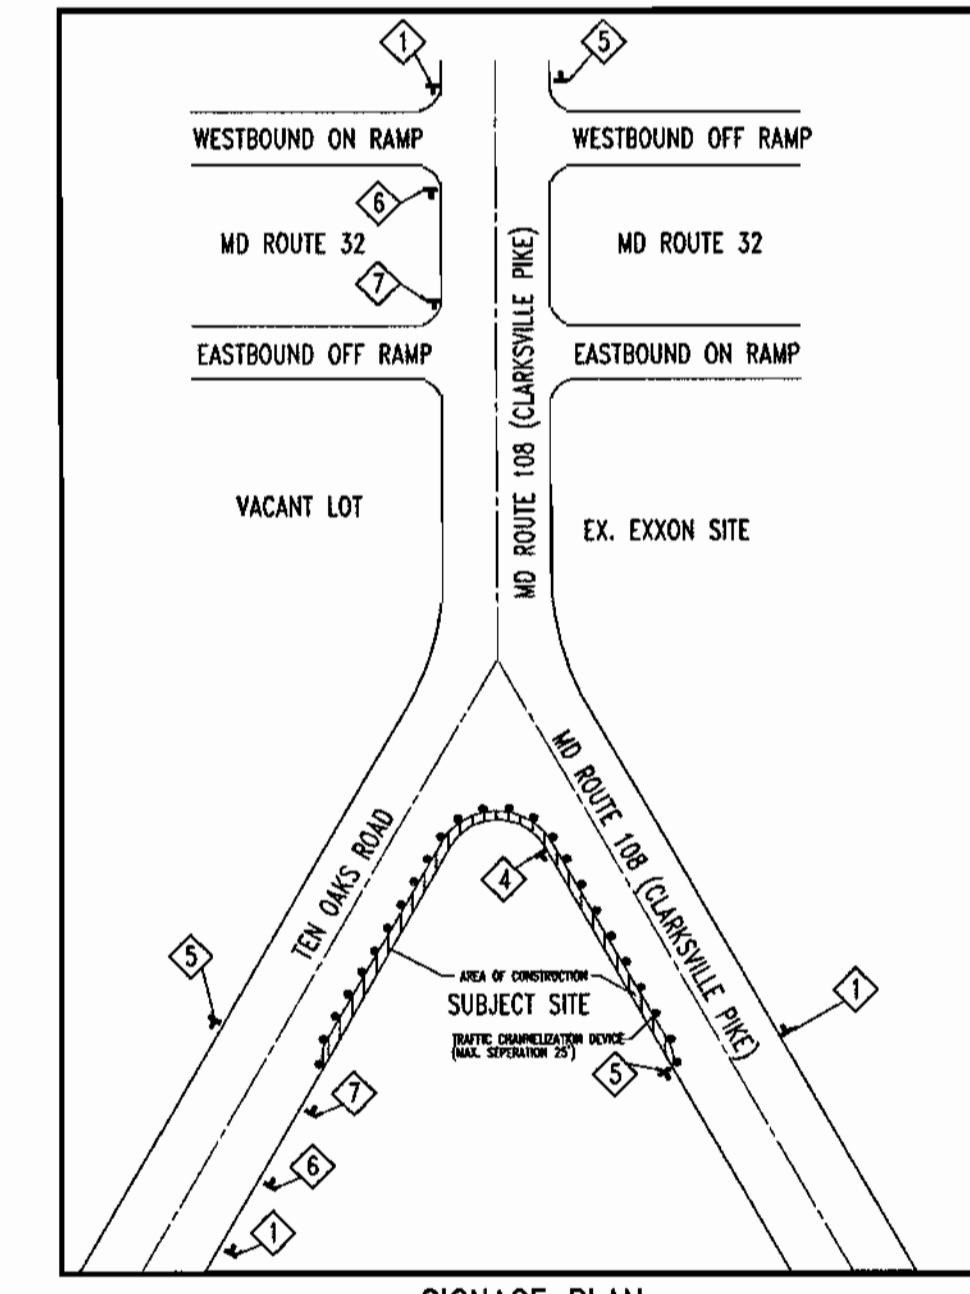 1
5
WESTBOUND ON RAMP
WESTBOUND OFF RAMP
6
MD ROUTE 32
MD ROUTE 32
7
EASTBOUND OFF RAMP
EASTBOUND ON RAMP
MD ROUTE 108 (CLARKSVILLE PIKE)
VACANT LOT
EX. EXXON SITE
TEN OAKS ROAD
MD ROUTE 108 (CLARKSVILLE PIKE)
4
5
AREA OF CONSTRUCTION
SUBJECT SITE
1
TRAFFIC CHANNELIZATION DEVICE
(MAX. SEPERATION 25')
5
7
6
1
SIGNAGE PLAN